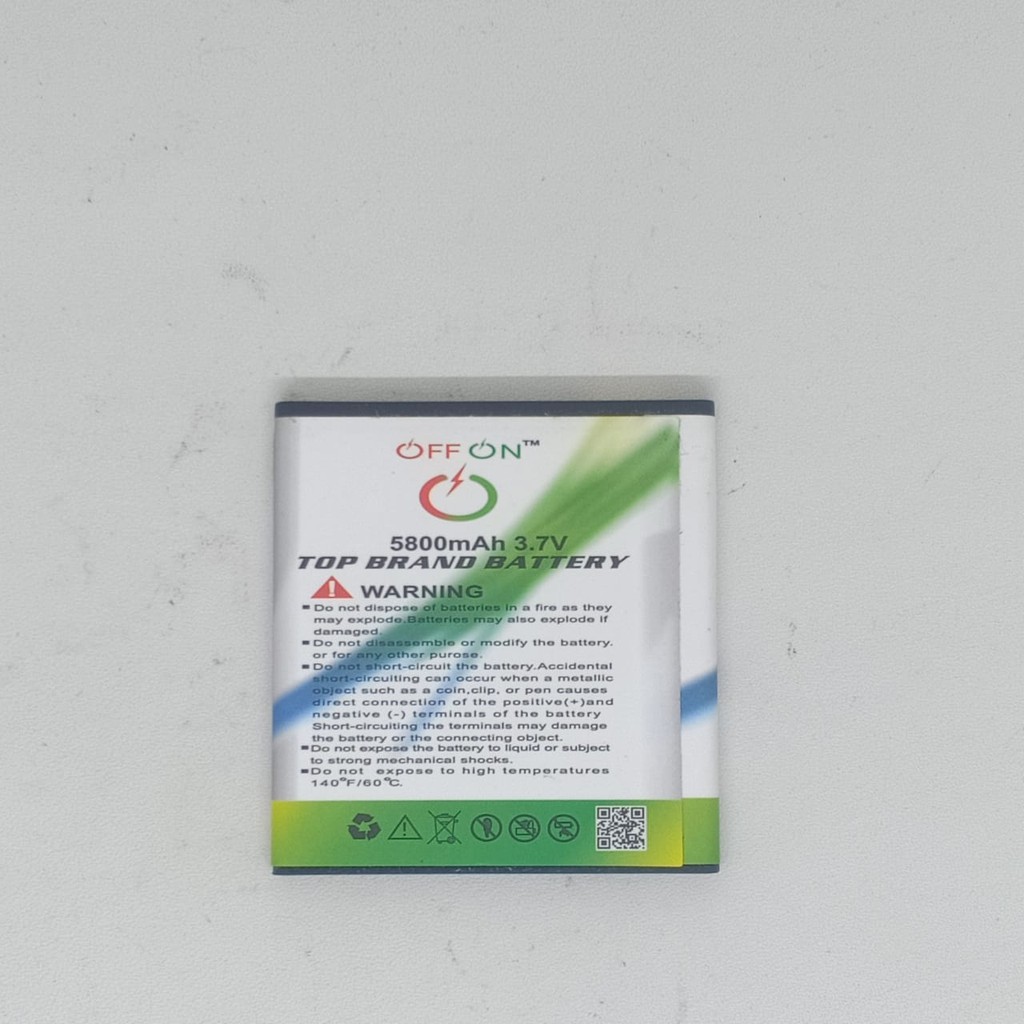 OFF ON™
5800mAh 3.7V
TOP BRAND BATTERY
WARNING
▪Do not dispose of batteries in a fire as they
may explode.Batteries may also explode if
damaged.
▪Do not disassemble or modify the battery.
or for any other purose.
▪Do not short-circuit the battery.Accidental
short-circuiting can occur when a metallic
object such as a coin,clip, or pen causes
direct connection of the positive(+)and
negative (-) terminals of the battery
Short-circuiting the terminals may damage
the battery or the connecting object.
▪Do not expose the battery to liquid or subject
to strong mechanical shocks.
▪Do not expose to high temperatures
140°F/60°C.